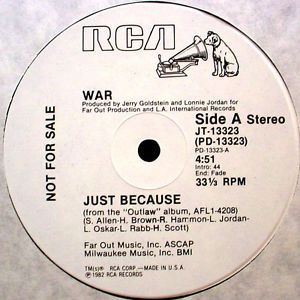 RCA
WAR
Produced by Jerry Goldstein and Lonnie Jordan for
Far Out Production and L.A. International Records
NOT FOR SALE
Side A Stereo
JT-13323
(PD-13323)
PD-13323-A
4:51
Intro: 44
End: Fade
33⅓ RPM
JUST BECAUSE
(from the "Outlaw" album, AFL1-4208)
(S. Allen-H. Brown-R. Hammon-L. Jordan-
L. Oskar-L. Rabb-H. Scott)
Far Out Music, Inc. ASCAP
Milwaukee Music, Inc. BMI
TM(s)® RCA CORP.—MADE IN U.S.A.
℗1982 RCA RECORDS